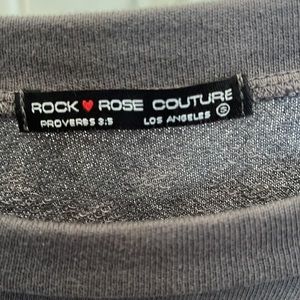 ROCK ♥ ROSE COUTURE
PROVERBS 3:5 LOS ANGELES S